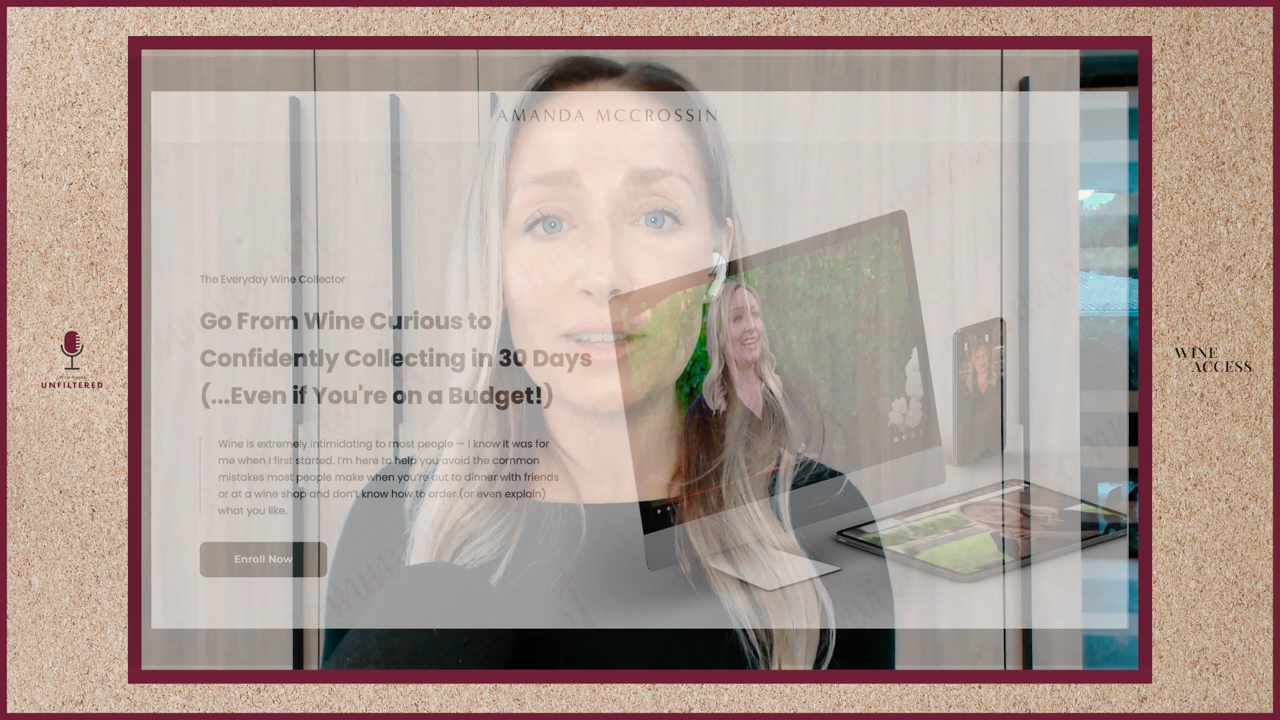 AMANDA MCCROSSIN
The Everyday Wine Collector
Go From Wine Curious to
Confidently Collecting in 30 Days
(...Even if You're on a Budget!)
Wine is extremely intimidating to most people — I know it was for
me when I first started. I'm here to help you avoid the common
mistakes most people make when you're out to dinner with friends
or at a wine shop and don't know how to order (or even explain)
what you like.
Enroll Now
UNFILTERED
WINE
ACCESS